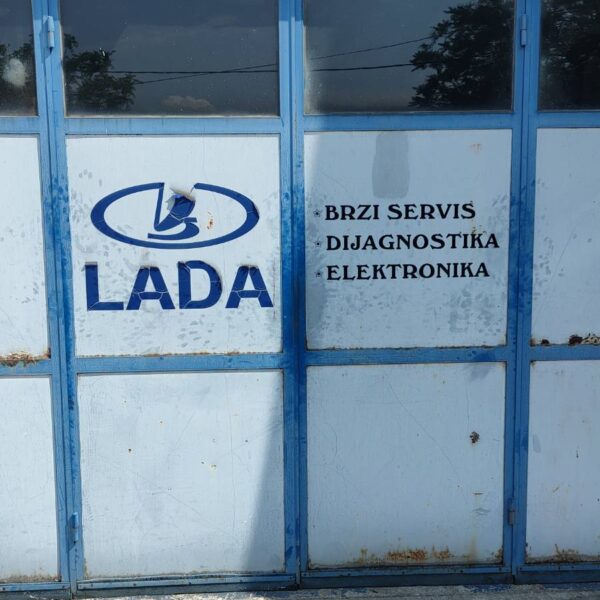 LADA
* BRZI SERVIS
* DIJAGNOSTIKA
* ELEKTRONIKA